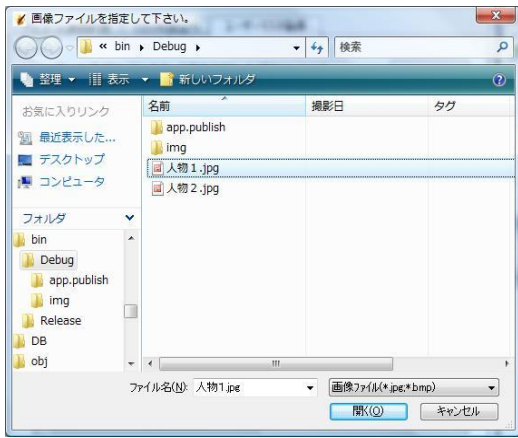 画像ファイルを指定して下さい。
« bin ▸ Debug ▸
検索
整理 表示 新しいフォルダ
お気に入りリンク
最近表示した...
デスクトップ
コンピュータ
フォルダ
bin
Debug
app.publish
img
Release
DB
obj
名前 撮影日 タグ
app.publish
img
人物1.jpg
人物2.jpg
ファイル名(N): 人物1.jpg
画像ファイル(*.jpg;*.bmp)
開く(O) キャンセル